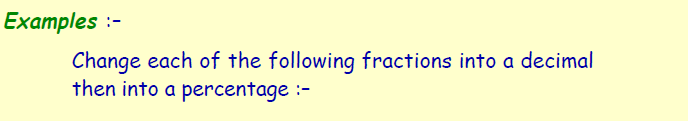 Examples :-
Change each of the following fractions into a decimal
then into a percentage :-